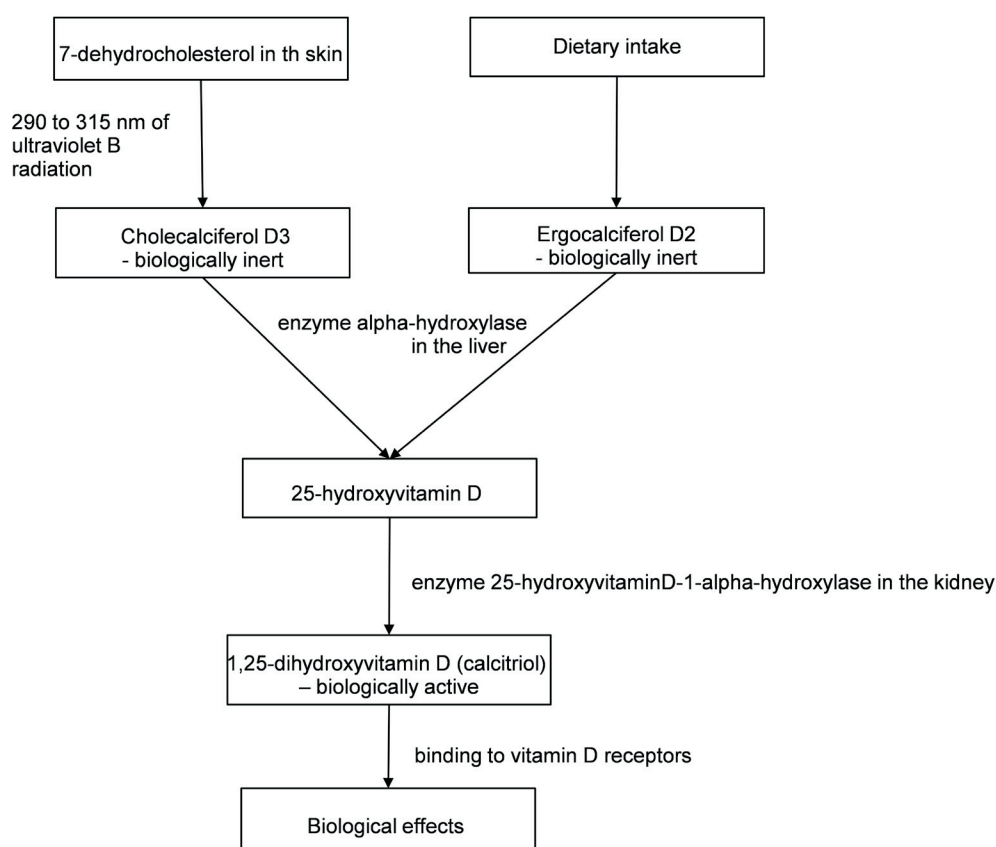 7-dehydrocholesterol in th skin
Dietary intake
290 to 315 nm of
ultraviolet B
radiation
Cholecalciferol D3
- biologically inert
Ergocalciferol D2
- biologically inert
enzyme alpha-hydroxylase
in the liver
25-hydroxyvitamin D
enzyme 25-hydroxyvitaminD-1-alpha-hydroxylase in the kidney
1,25-dihydroxyvitamin D (calcitriol)
– biologically active
binding to vitamin D receptors
Biological effects